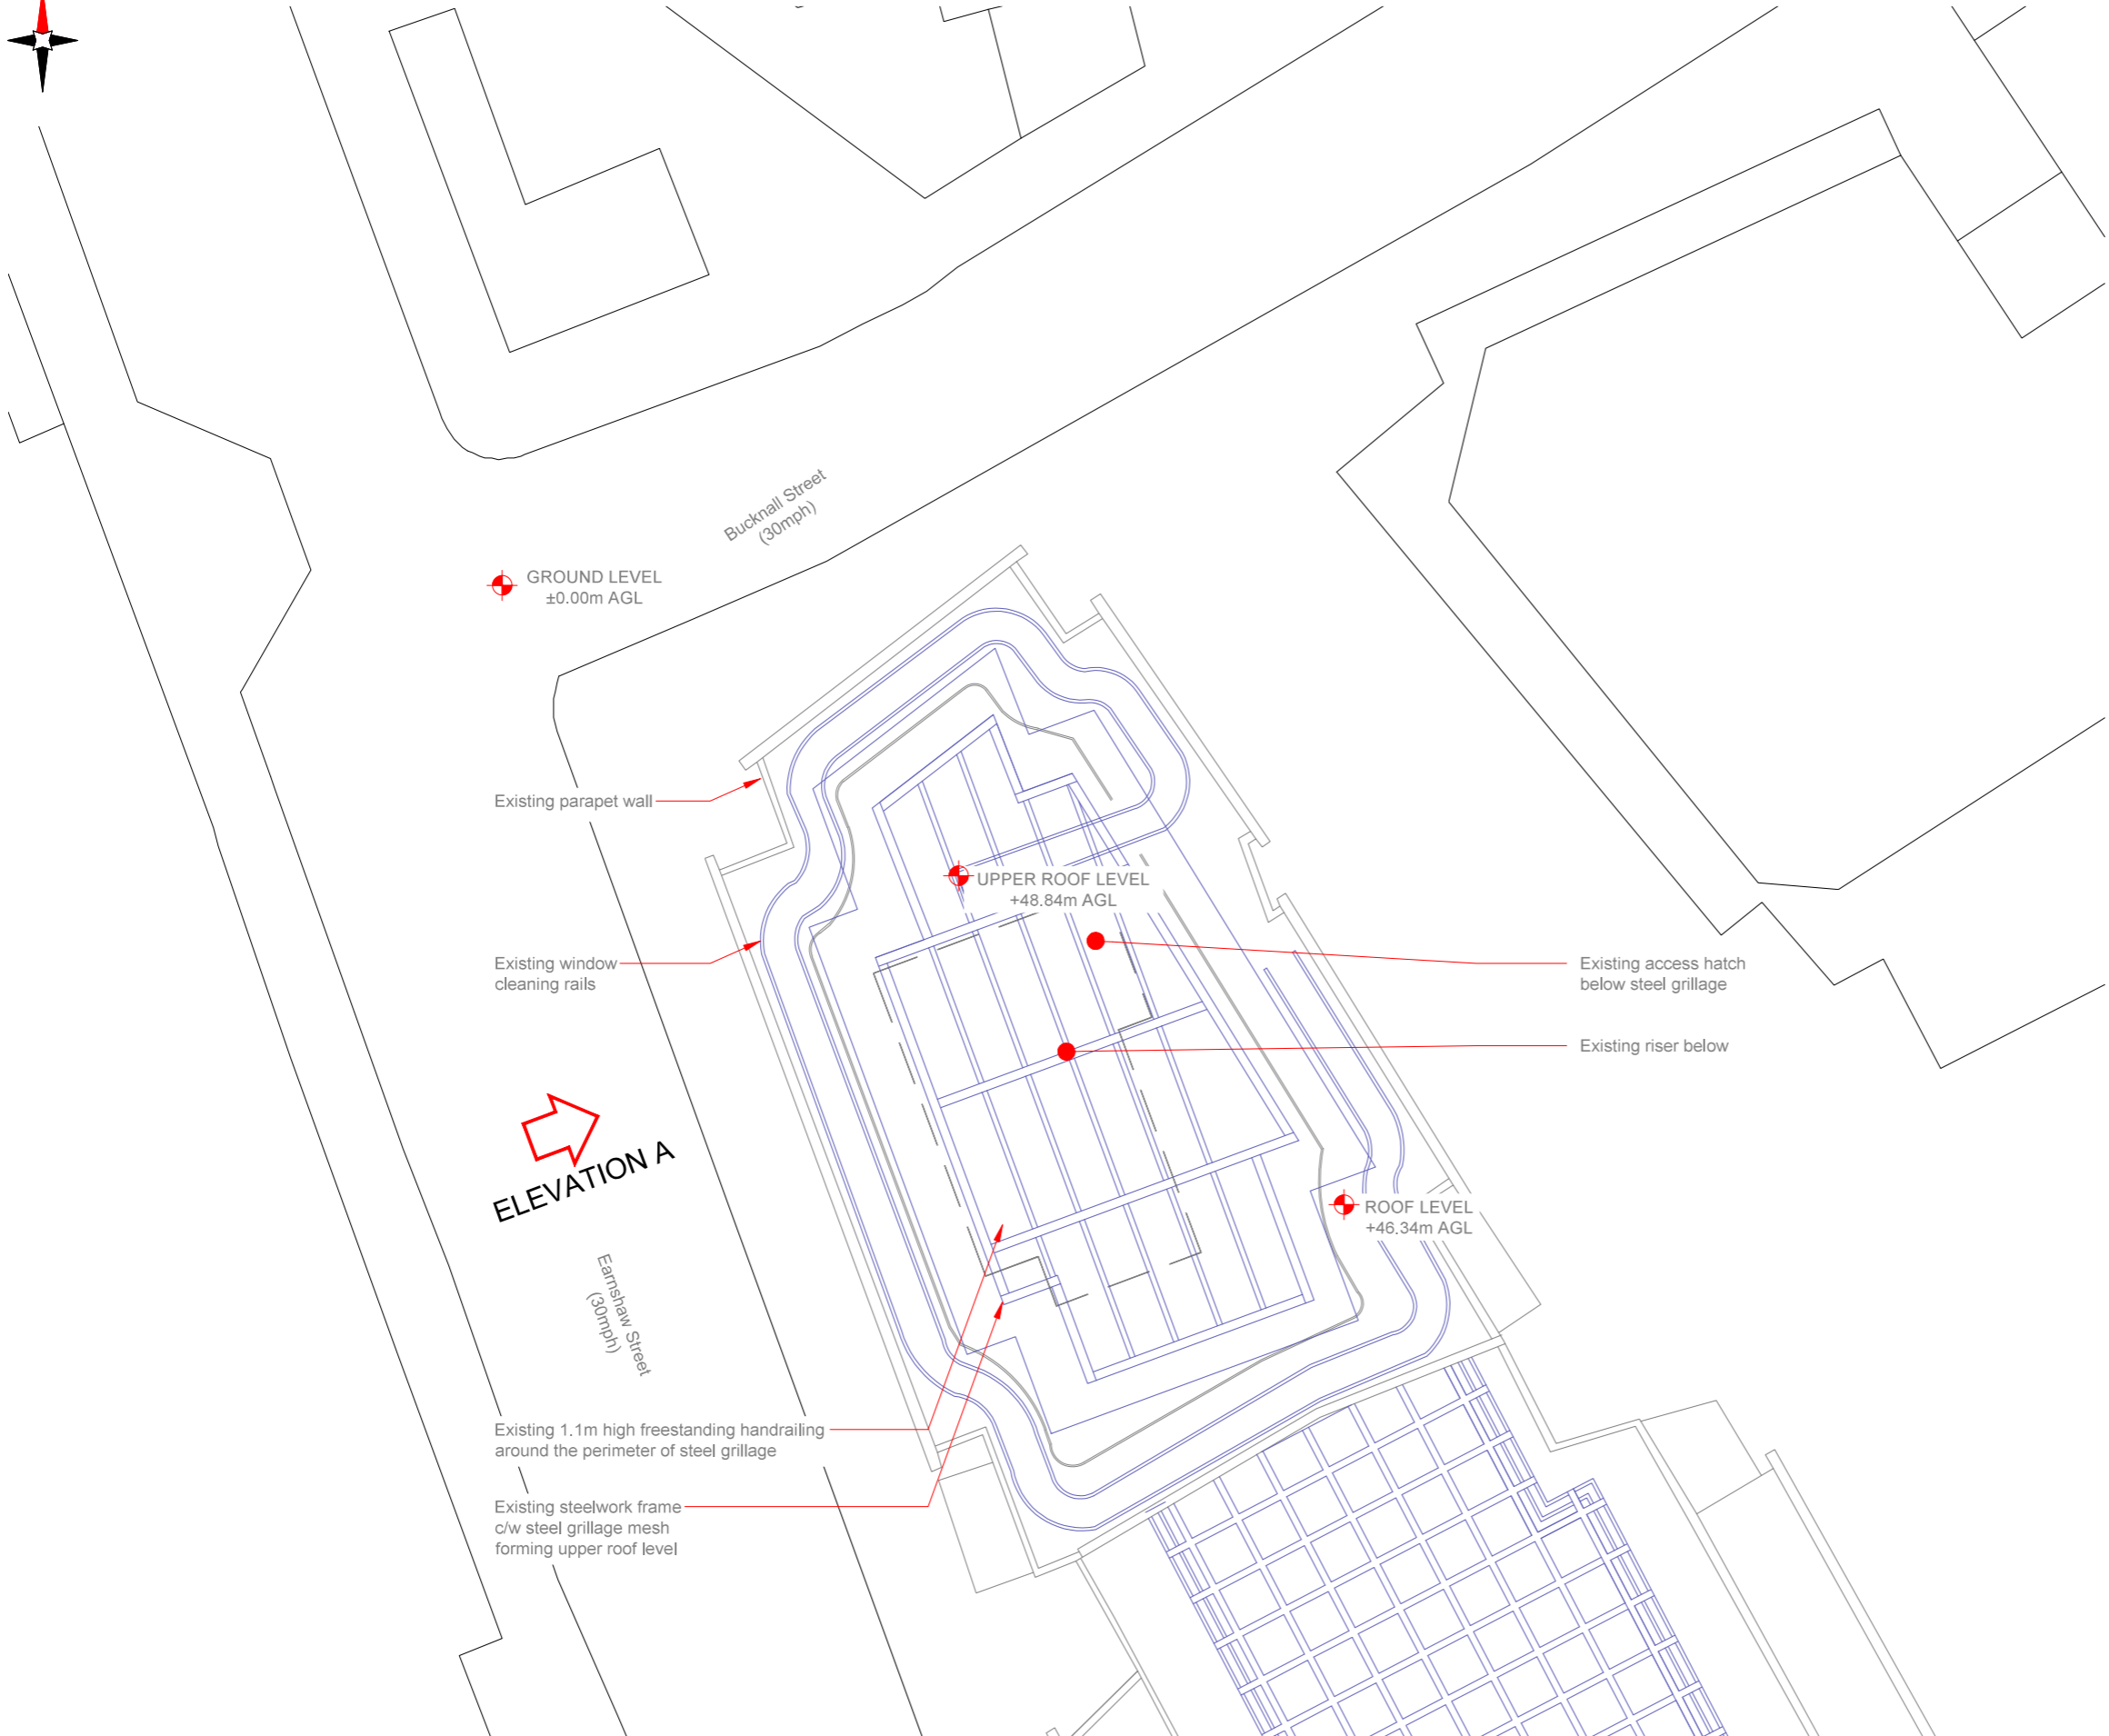 Bucknall Street
(30mph)
GROUND LEVEL
±0.00m AGL
Existing parapet wall
UPPER ROOF LEVEL
+48.84m AGL
Existing window
cleaning rails
Existing access hatch
below steel grillage
Existing riser below
ELEVATION A
ROOF LEVEL
+46.34m AGL
Earnshaw Street
(30mph)
Existing 1.1m high freestanding handrailing
around the perimeter of steel grillage
Existing steelwork frame
c/w steel grillage mesh
forming upper roof level